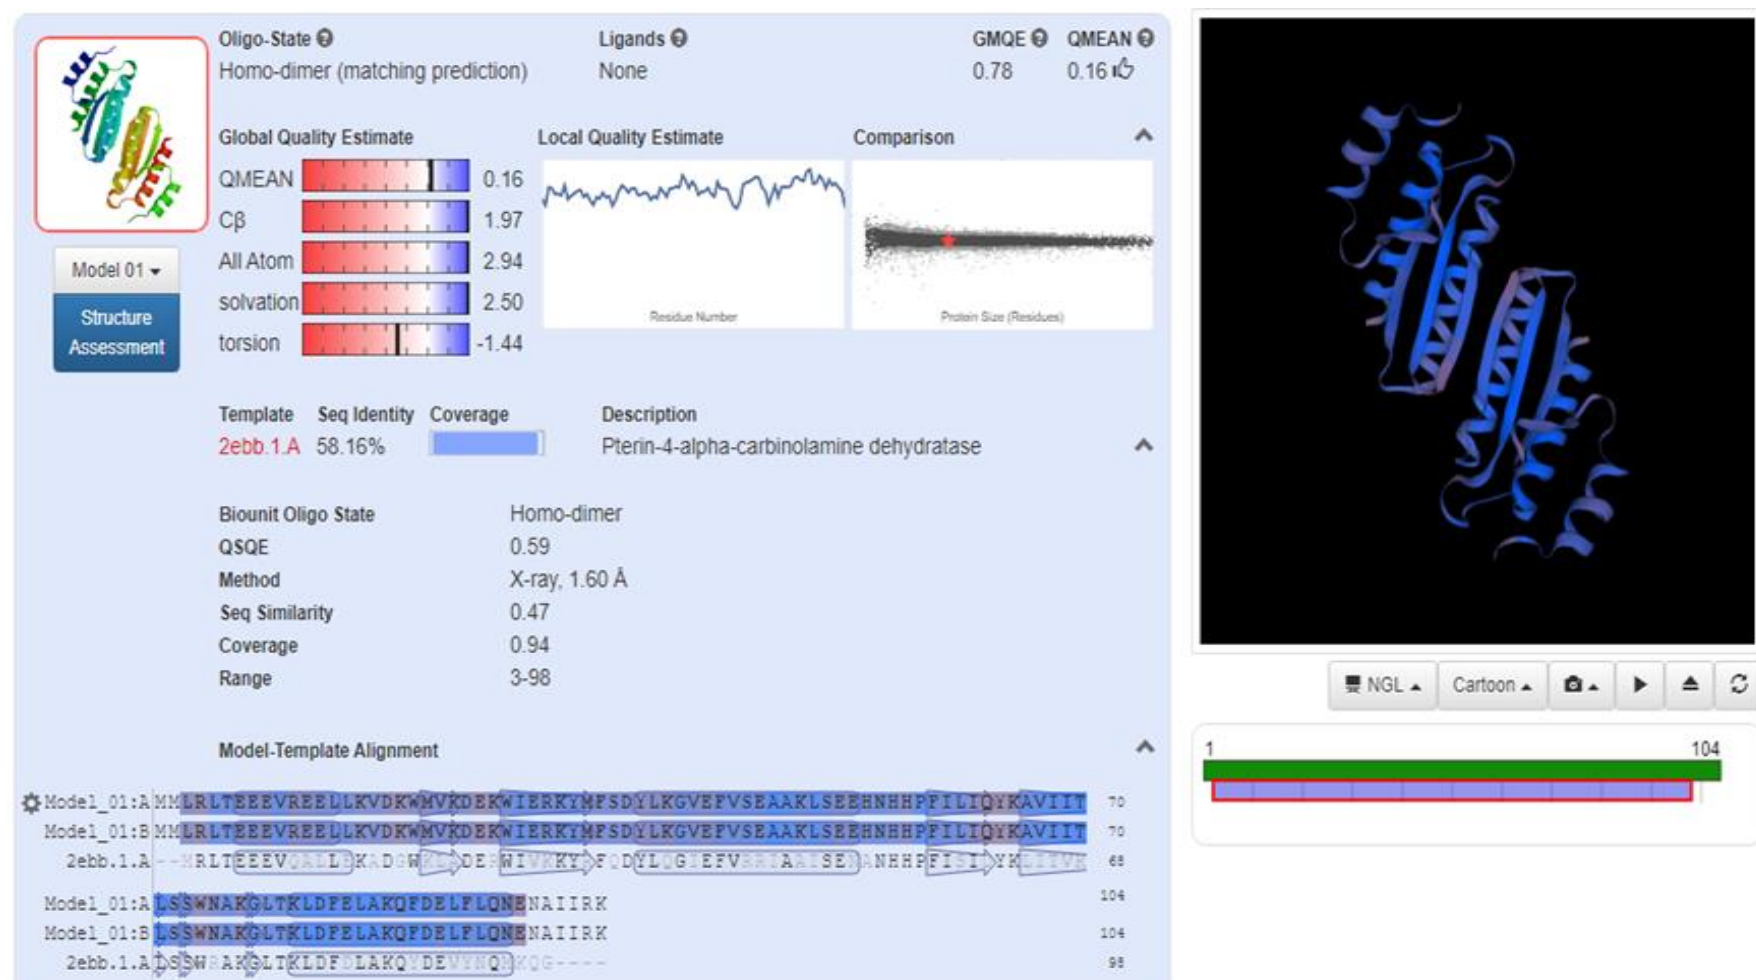 Oligo-State Ligands GMQE QMEAN
Homo-dimer (matching prediction) None 0.78 0.16
Global Quality Estimate Local Quality Estimate Comparison
QMEAN 0.16
Cβ 1.97
All Atom 2.94
solvation 2.50
torsion -1.44
Residue Number Protein Size (Residues)
Model 01
Structure
Assessment
Template Seq Identity Coverage Description
2ebb.1.A 58.16% Pterin-4-alpha-carbinolamine dehydratase
Biounit Oligo State Homo-dimer
QSQE 0.59
Method X-ray, 1.60 Å
Seq Similarity 0.47
Coverage 0.94
Range 3-98
Model-Template Alignment
Model_01:A MMLRLTEEEVREELLKVDKWMVKDEKWIERKYMFSDYLKGVEFVSEAAKLSEEHNHHPFILIQYKAVIIT 70
Model_01:B MMLRLTEEEVREELLKVDKWMVKDEKWIERKYMFSDYLKGVEFVSEAAKLSEEHNHHPFILIQYKAVIIT 70
2ebb.1.A 68
Model_01:A LSSWNAKGLTKLDFELAKQFDELFLQNENAIIRK 104
Model_01:B LSSWNAKGLTKLDFELAKQFDELFLQNENAIIRK 104
2ebb.1.A 98
NGL Cartoon
1 104